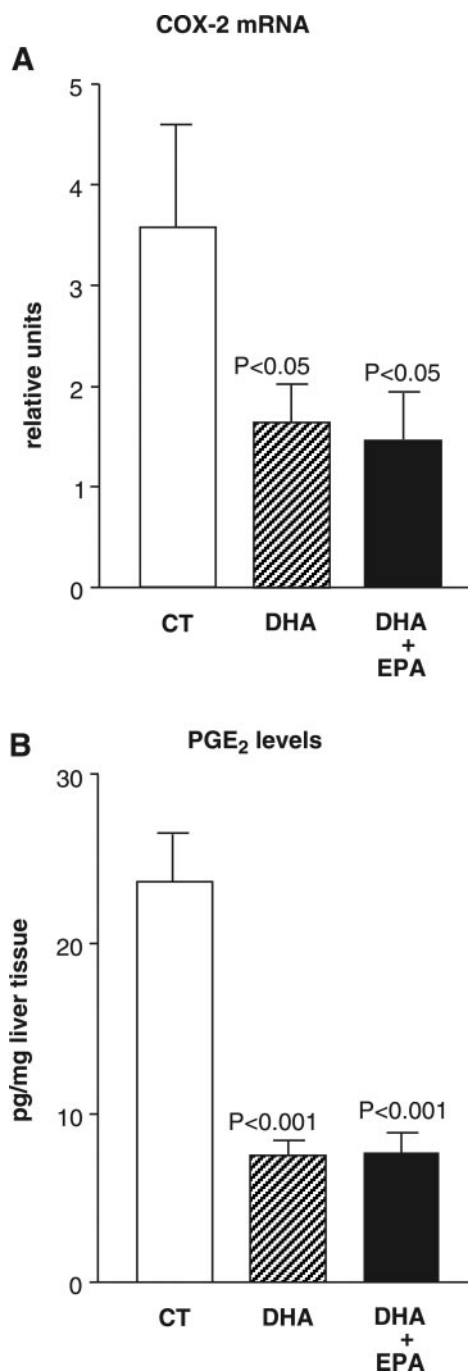 COX-2 mRNA
A
5
4
3
2
1
0
relative units
P<0.05
P<0.05
CT
DHA
DHA
+
EPA
B
PGE₂ levels
30
20
10
0
pg/mg liver tissue
P<0.001
P<0.001
CT
DHA
DHA
+
EPA